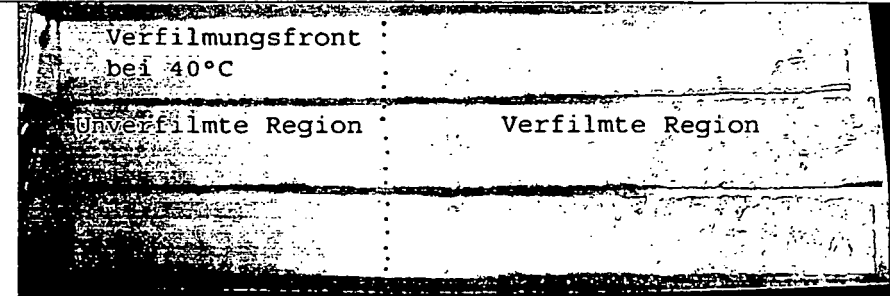 Verfilmungsfront
bei 40°C
Unverfilmte Region
Verfilmte Region